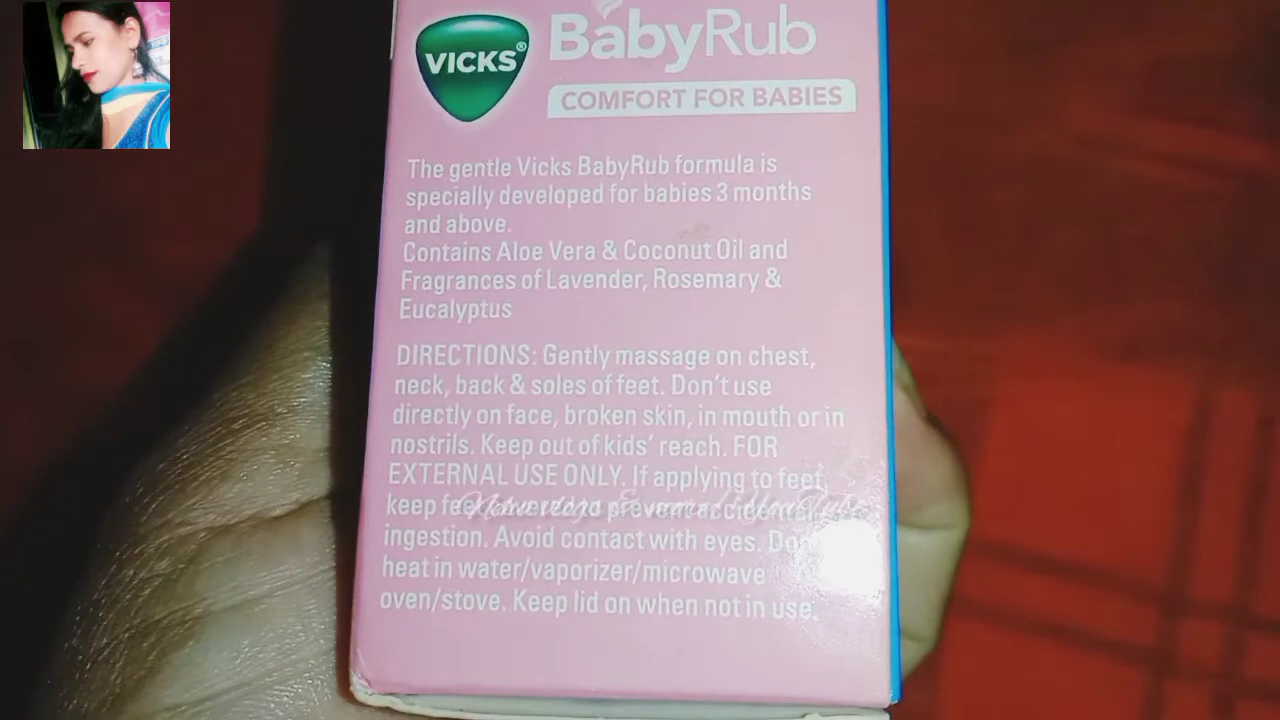 VICKS®
BabyRub
COMFORT FOR BABIES
The gentle Vicks BabyRub formula is
specially developed for babies 3 months
and above.
Contains Aloe Vera & Coconut Oil and
Fragrances of Lavender, Rosemary &
Eucalyptus
DIRECTIONS: Gently massage on chest,
neck, back & soles of feet. Don't use
directly on face, broken skin, in mouth or in
nostrils. Keep out of kids' reach. FOR
EXTERNAL USE ONLY. If applying to feet,
keep feet covered to prevent
ingestion. Avoid contact with eyes.
heat in water/vaporizer/microwave
oven/stove. Keep lid on when not in use.